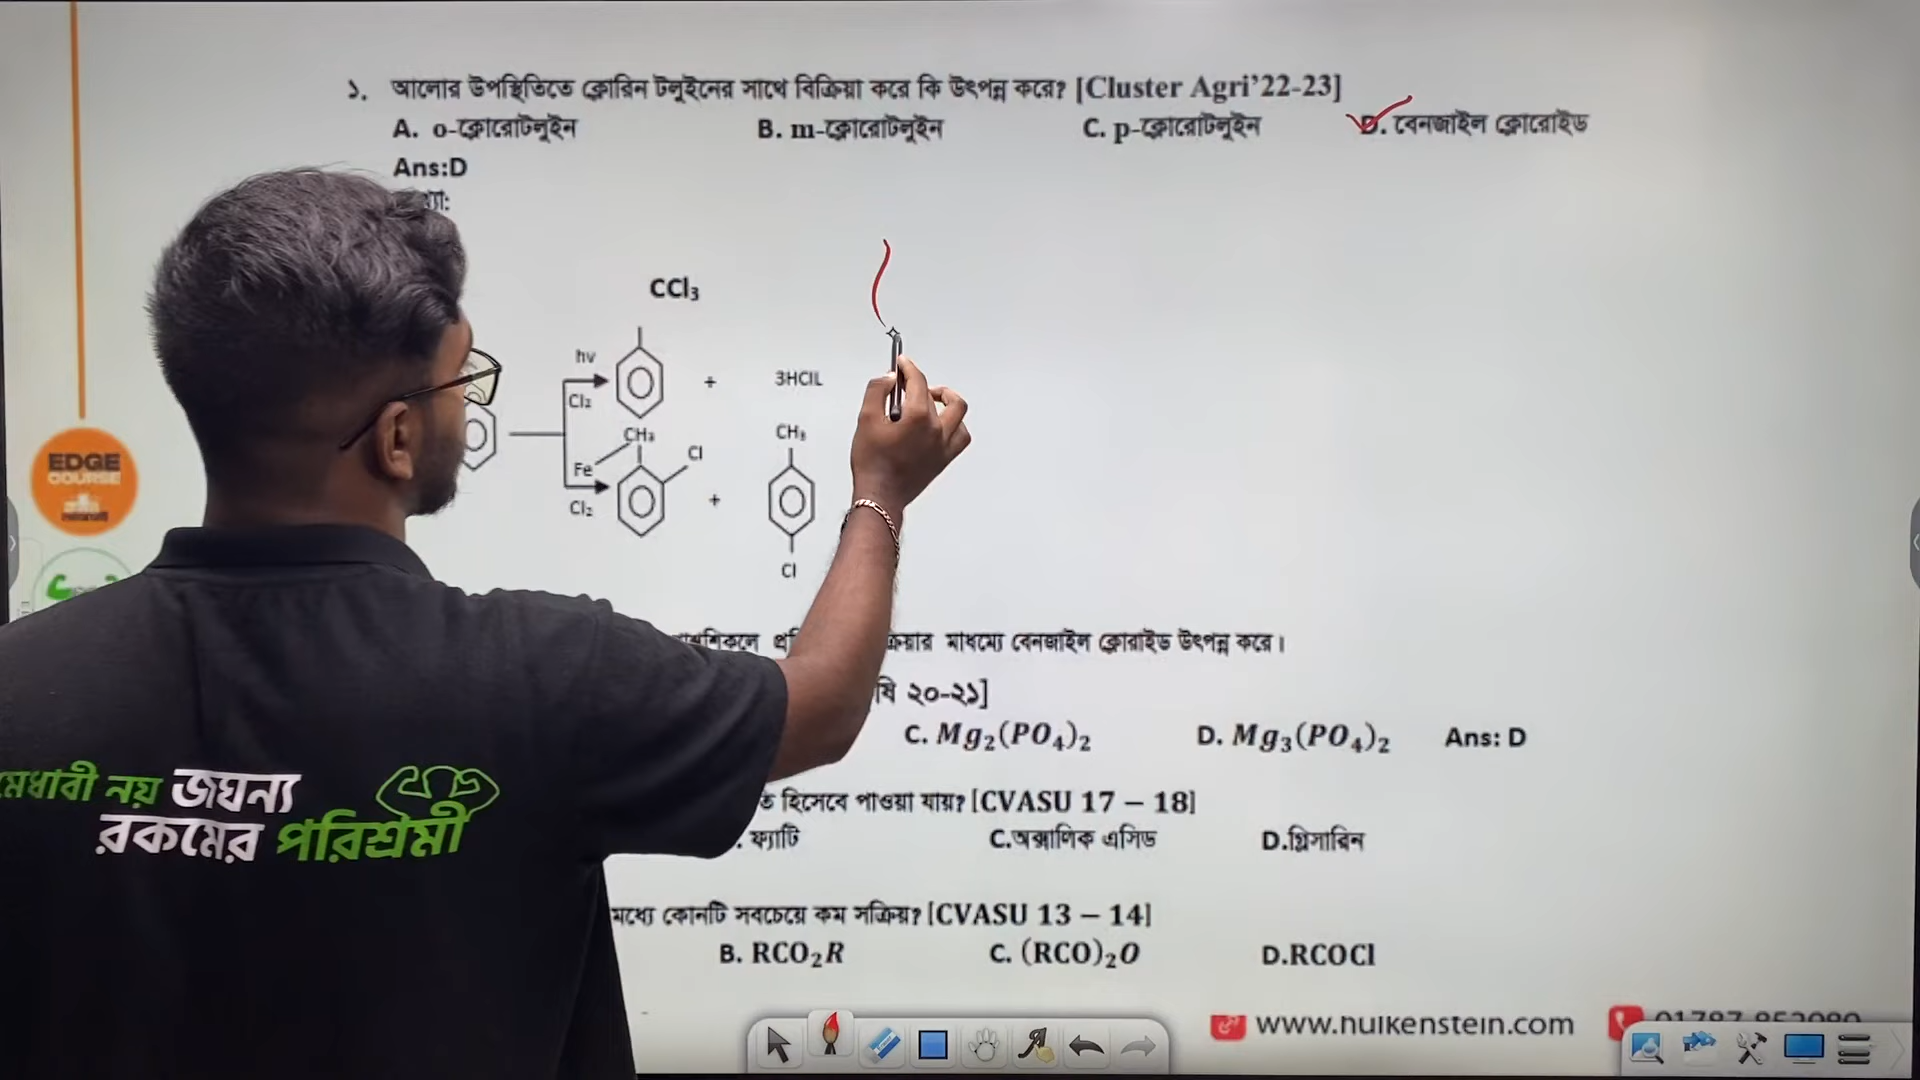 ১. আলোর উপস্থিতিতে ক্লোরিন টলুইনের সাথে বিক্রিয়া করে কি উৎপন্ন করে? [Cluster Agri’22-23]
A. o-ক্লোরোটলুইন B. m-ক্লোরোটলুইন C. p-ক্লোরোটলুইন D. বেনজাইল ক্লোরোইড
Ans:D
CCl₃
hv
Cl₂
+ 3HClL
CH₃
Cl
Fe
Cl₂
+
CH₃
Cl
মাধ্যমে বেনজাইল ক্লোরাইড উৎপন্ন করে।
২০-২১]
C. Mg₂(PO₄)₂ D. Mg₃(PO₄)₂ Ans: D
হিসেবে পাওয়া যায়? [CVASU 17 – 18]
ফ্যাটি C.অক্সাণিক এসিড D.গ্লিসারিন
মধ্যে কোনটি সবচেয়ে কম সক্রিয়? [CVASU 13 – 14]
B. RCO₂R C. (RCO)₂O D.RCOCl
www.hulkenstein.com
EDGE
COURSE
মেধাবী নয় জঘন্য
রকমের পরিশ্রমী